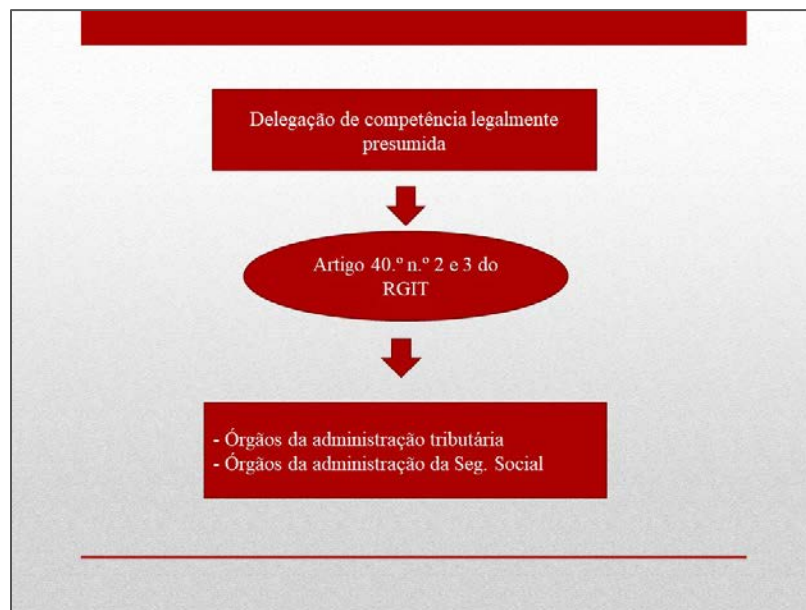 Delegação de competência legalmente
presumida
Artigo 40.º n.º 2 e 3 do
RGIT
- Órgãos da administração tributária
- Órgãos da administração da Seg. Social